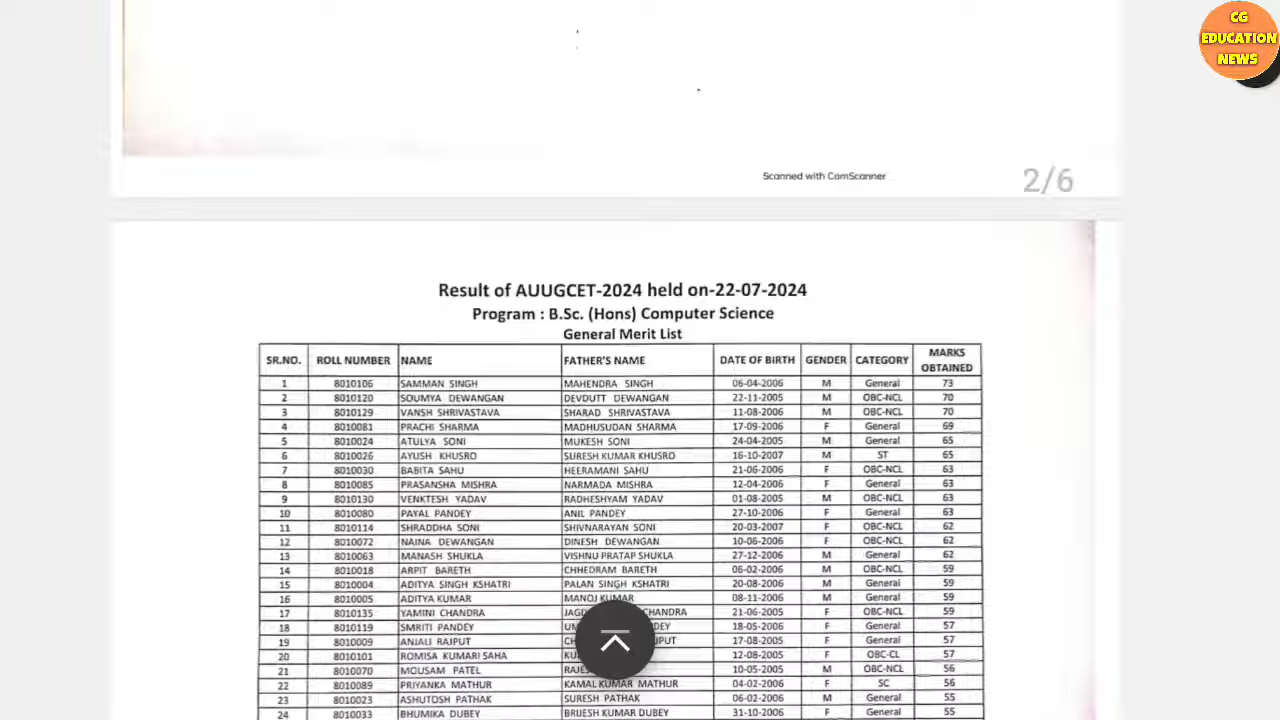 CG
EDUCATION
NEWS
Scanned with CamScanner
2/6
Result of AUUGCET-2024 held on-22-07-2024
Program : B.Sc. (Hons) Computer Science
General Merit List
SR.NO. ROLL NUMBER NAME FATHER'S NAME DATE OF BIRTH GENDER CATEGORY MARKS OBTAINED
1 8010106 SAMMAN SINGH MAHENDRA SINGH 06-04-2006 M General 73
2 8010120 SOUMYA DEWANGAN DEVDUTT DEWANGAN 22-11-2005 M OBC-NCL 70
3 8010129 VANSH SHRIVASTAVA SHARAD SHRIVASTAVA 11-08-2006 M OBC-NCL 70
4 8010081 PRACHI SHARMA MADHUSUDAN SHARMA 17-09-2006 F General 69
5 8010024 ATULYA SONI MUKESH SONI 24-04-2005 M General 65
6 8010026 AYUSH KHUSRO SURESH KUMAR KHUSRO 16-10-2007 M ST 65
7 8010030 BABITA SAHU HEERAMANI SAHU 21-06-2006 F OBC-NCL 63
8 8010085 PRASANSHA MISHRA NARMADA MISHRA 12-04-2006 F General 63
9 8010130 VENKTESH YADAV RADHESHYAM YADAV 01-08-2005 M OBC-NCL 63
10 8010080 PAYAL PANDEY ANIL PANDEY 27-10-2006 F General 63
11 8010114 SHRADDHA SONI SHIVNARAYAN SONI 20-03-2007 F OBC-NCL 62
12 8010072 NAINA DEWANGAN DINESH DEWANGAN 10-06-2006 F OBC-NCL 62
13 8010063 MANASH SHUKLA VISHNU PRATAP SHUKLA 27-12-2006 M General 62
14 8010018 ARPIT BARETH CHHEDRAM BARETH 06-02-2006 M OBC-NCL 59
15 8010004 ADITYA SINGH KSHATRI PALAN SINGH KSHATRI 20-08-2006 M General 59
16 8010005 ADITYA KUMAR MANOJ KUMAR 08-11-2006 M General 59
17 8010135 YAMINI CHANDRA CHANDRA 21-06-2005 F OBC-NCL 59
18 8010119 SMRITI PANDEY 18-05-2006 F General 57
19 8010009 ANJALI RAJPUT 17-08-2005 F General 57
20 8010101 ROMISA KUMARI SAHA 12-08-2005 F OBC-CL 57
21 8010070 MOUSAM PATEL 10-05-2005 M OBC-NCL 56
22 8010089 PRIYANKA MATHUR KAMAL KUMAR MATHUR 04-02-2006 F SC 56
23 8010023 ASHUTOSH PATHAK SURESH PATHAK 06-02-2006 M General 55
24 8010033 BHUMIKA DUBEY BRIJESH KUMAR DUBEY 31-10-2006 F General 55